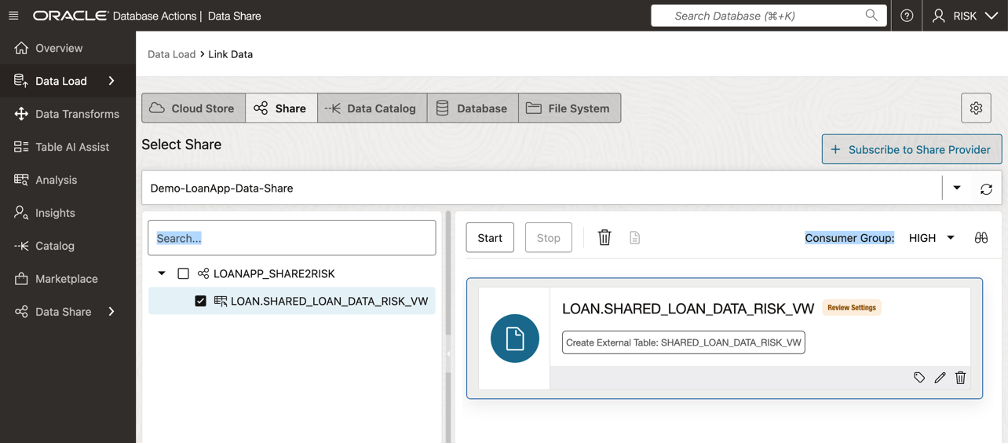 ORACLE Database Actions | Data Share
Search Database (⌘+K)
RISK
Overview
Data Load
Data Transforms
Table AI Assist
Analysis
Insights
Catalog
Marketplace
Data Share
Data Load > Link Data
Cloud Store
Share
Data Catalog
Database
File System
Select Share
+ Subscribe to Share Provider
Demo-LoanApp-Data-Share
Search...
LOANAPP_SHARE2RISK
LOAN.SHARED_LOAN_DATA_RISK_VW
Start
Stop
Consumer Group: HIGH
LOAN.SHARED_LOAN_DATA_RISK_VW Review Settings
Create External Table: SHARED_LOAN_DATA_RISK_VW